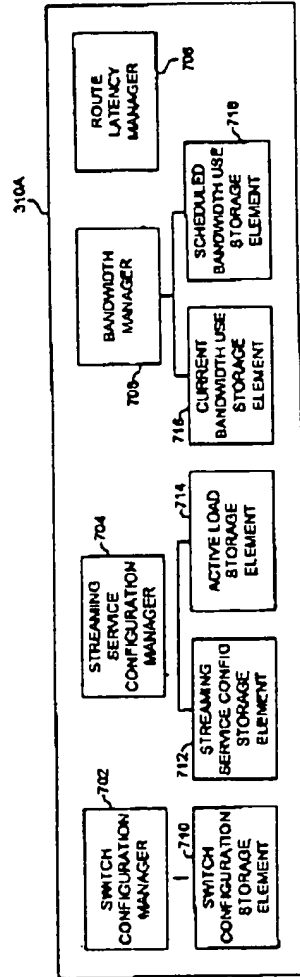 310A
702
SWITCH CONFIGURATION
MANAGER
710
SWITCH
CONFIGURATION
STORAGE
ELEMENT
704
STREAMING
SERVICE
CONFIGURATION
MANAGER
712
STREAMING
SERVICE CONFIG
STORAGE
ELEMENT
714
ACTIVE LOAD
STORAGE
ELEMENT
BANDWIDTH
MANAGER
716
CURRENT
BANDWIDTH USE
STORAGE
ELEMENT
718
SCHEDULED
BANDWIDTH USE
STORAGE
ELEMENT
ROUTE
LATENCY
MANAGER